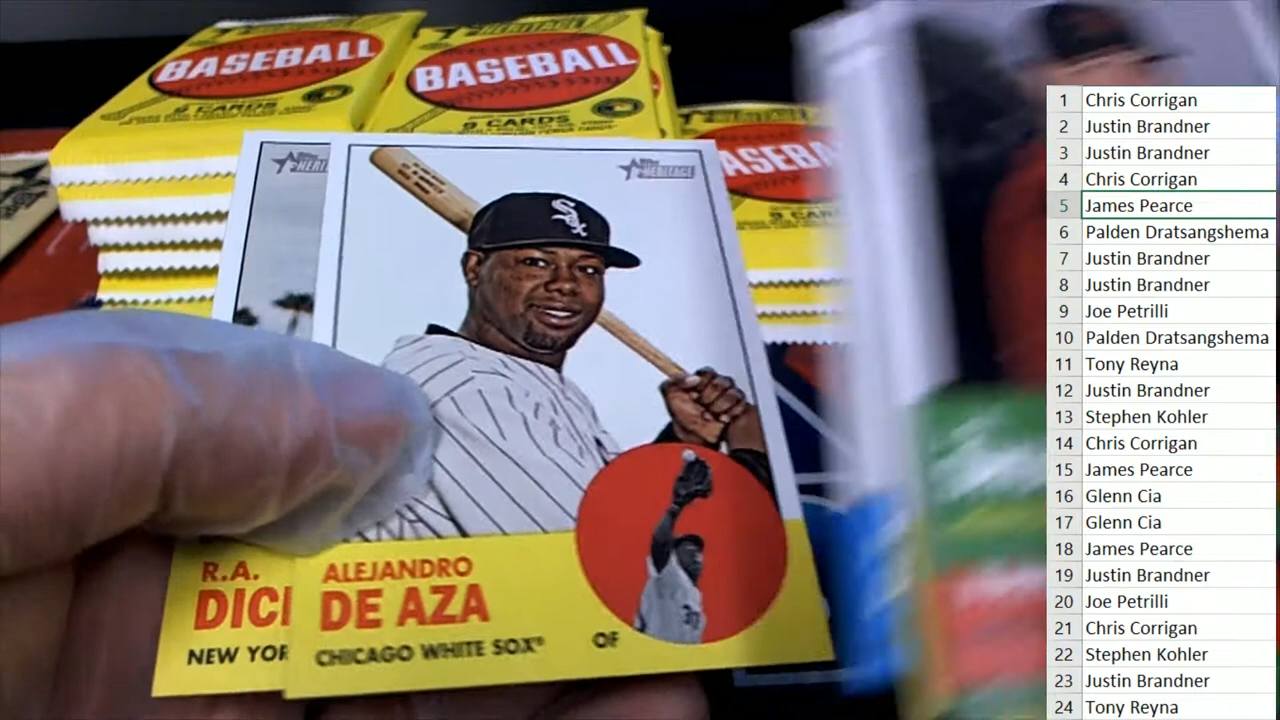 HERITAGE
BASEBALL
9 CARDS
BASEBALL
9 CARDS
Topps HERITAGE
Sox
R.A.
DICK
NEW YOR
ALEJANDRO
DE AZA
CHICAGO WHITE SOX®
OF
1 Chris Corrigan
2 Justin Brandner
3 Justin Brandner
4 Chris Corrigan
5 James Pearce
6 Palden Dratsangshema
7 Justin Brandner
8 Justin Brandner
9 Joe Petrilli
10 Palden Dratsangshema
11 Tony Reyna
12 Justin Brandner
13 Stephen Kohler
14 Chris Corrigan
15 James Pearce
16 Glenn Cia
17 Glenn Cia
18 James Pearce
19 Justin Brandner
20 Joe Petrilli
21 Chris Corrigan
22 Stephen Kohler
23 Justin Brandner
24 Tony Reyna